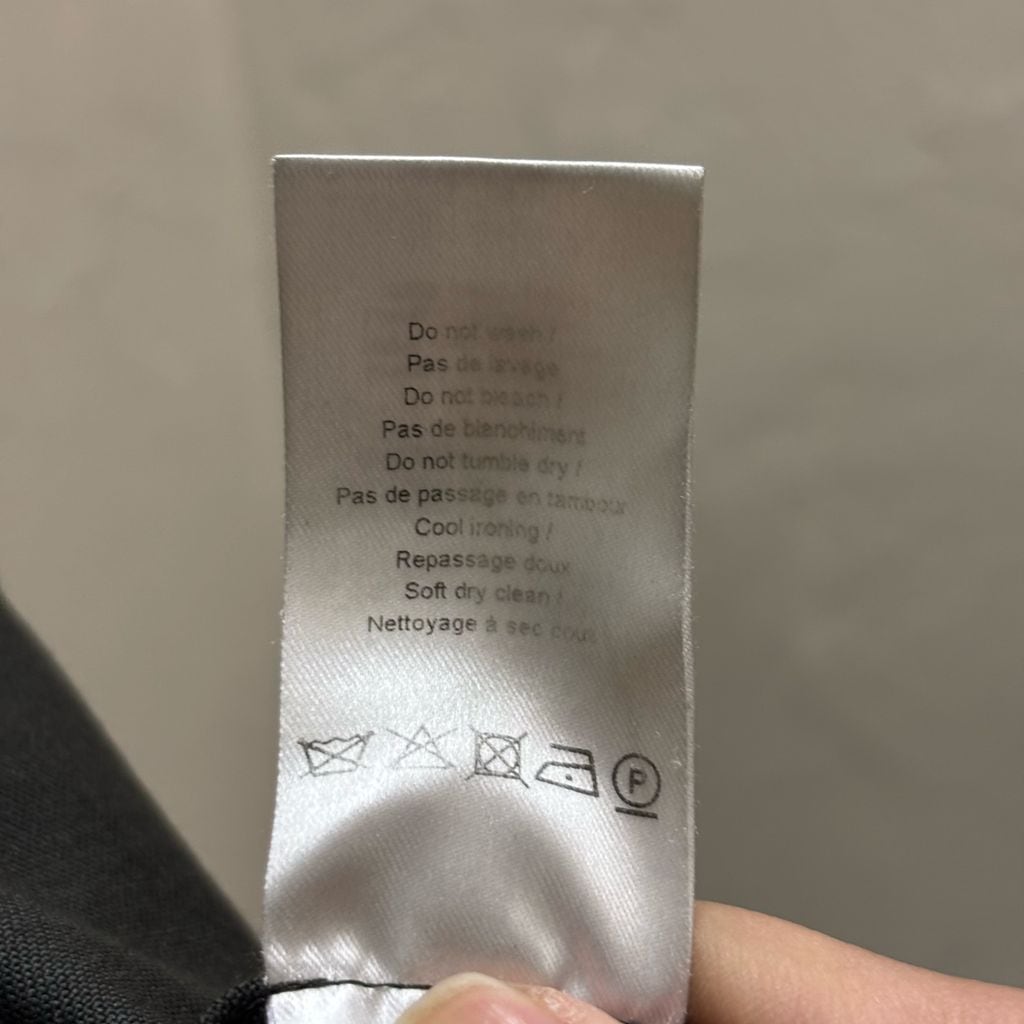 Do not wash !
Pas de lavage
Do not bleach !
Pas de blanchiment
Do not tumble dry !
Pas de passage en tambour
Cool ironing !
Repassage doux
Soft dry clean !
Nettoyage à sec doux
P